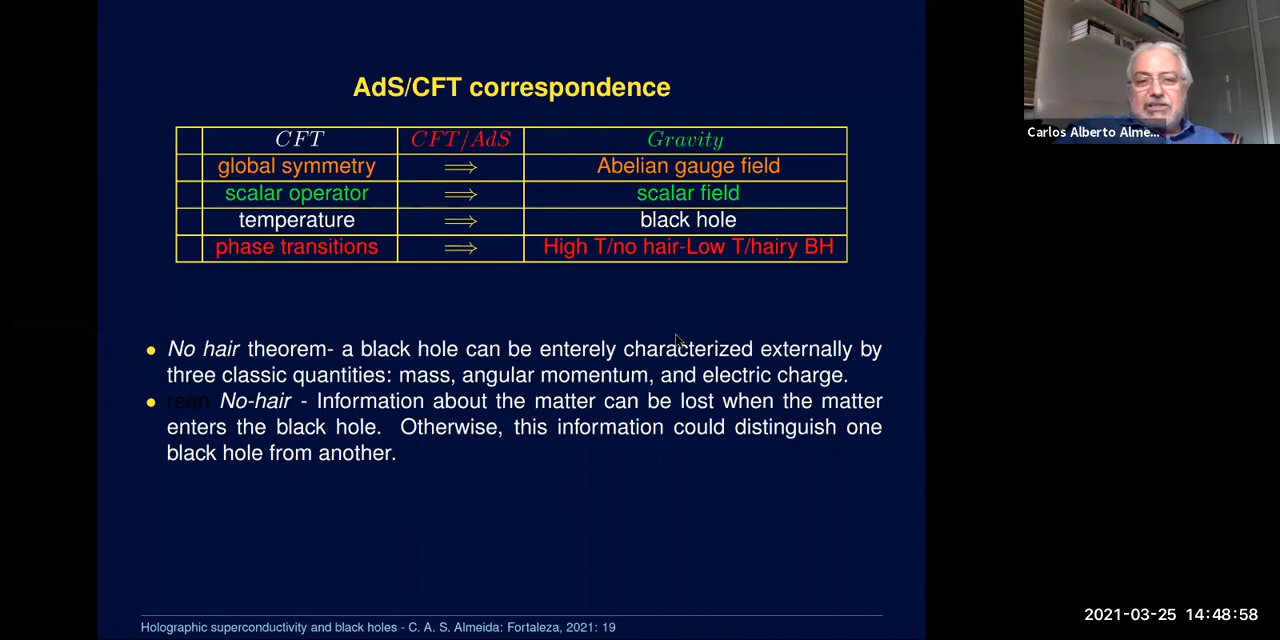 AdS/CFT correspondence
CFT CFT/AdS Gravity
global symmetry ⟹ Abelian gauge field
scalar operator ⟹ scalar field
temperature ⟹ black hole
phase transitions ⟹ High T/no hair-Low T/hairy BH
• No hair theorem- a black hole can be enterely characterized externally by
three classic quantities: mass, angular momentum, and electric charge.
• reen No-hair - Information about the matter can be lost when the matter
enters the black hole. Otherwise, this information could distinguish one
black hole from another.
Holographic superconductivity and black holes - C. A. S. Almeida: Fortaleza, 2021: 19
Carlos Alberto Alme...
2021-03-25 14:48:58